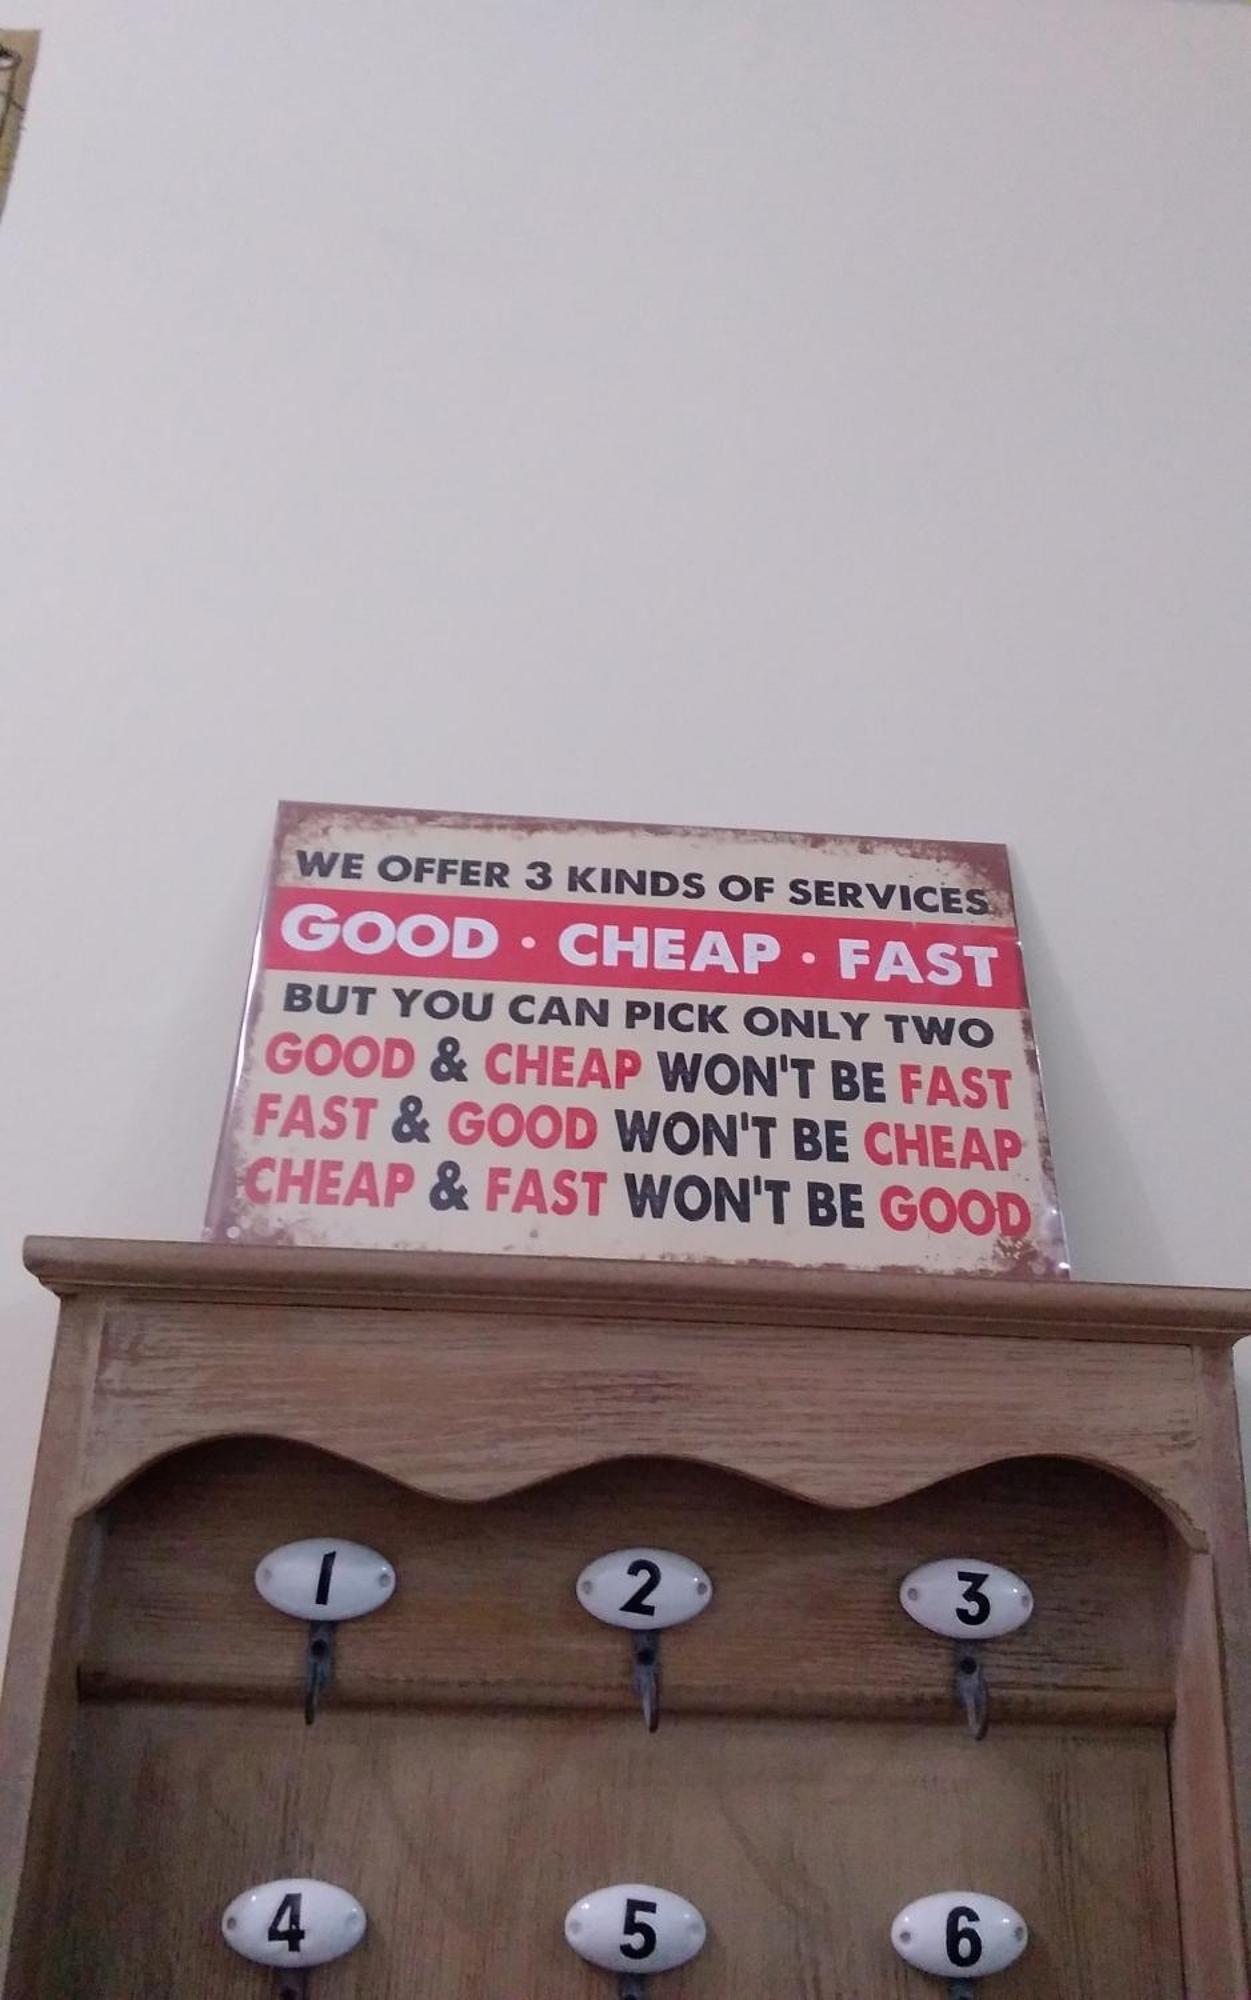 WE OFFER 3 KINDS OF SERVICES
GOOD · CHEAP · FAST
BUT YOU CAN PICK ONLY TWO
GOOD & CHEAP WON'T BE FAST
FAST & GOOD WON'T BE CHEAP
CHEAP & FAST WON'T BE GOOD
1 2 3
4 5 6